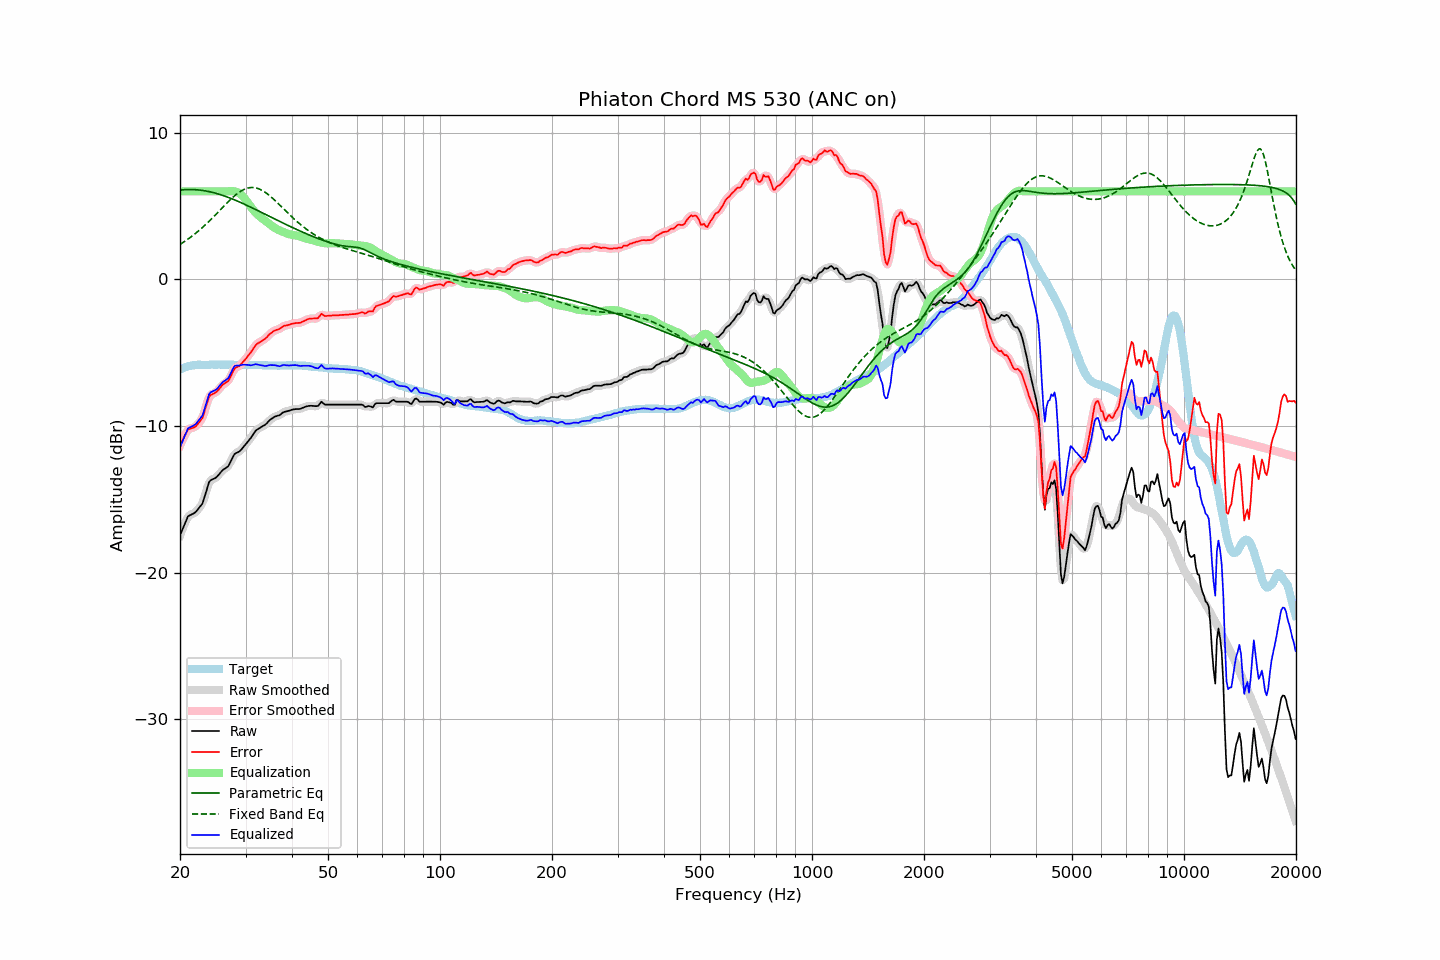 Phiaton Chord MS 530 (ANC on)
10
0
−10
−20
−30
Amplitude (dBr)
Target
Raw Smoothed
Error Smoothed
Raw
Error
Equalization
Parametric Eq
Fixed Band Eq
Equalized
20 50 100 200 500 1000 2000 5000 10000 20000
Frequency (Hz)